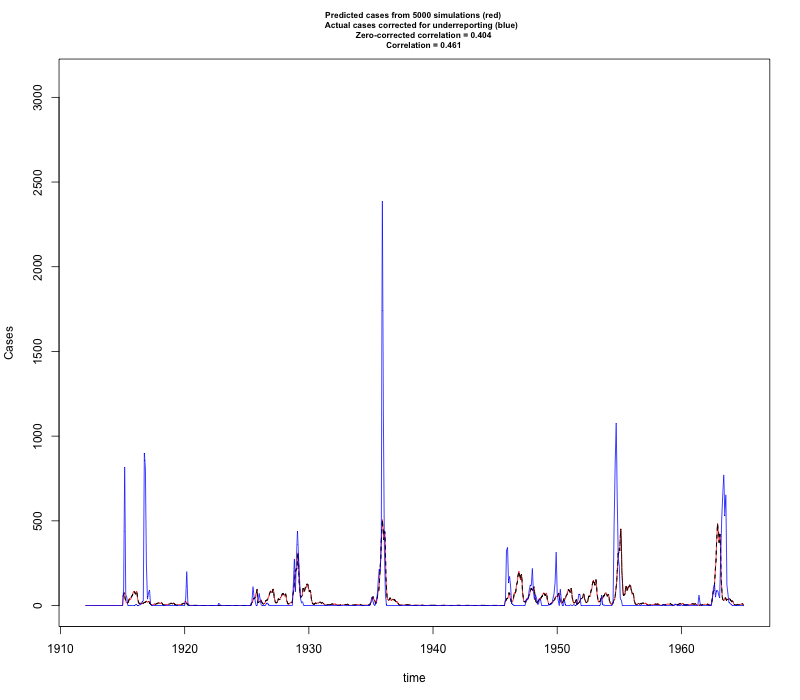 Predicted cases from 5000 simulations (red)
Actual cases corrected for underreporting (blue)
Zero-corrected correlation = 0.404
Correlation = 0.461
3000
2500
2000
1500
1000
500
0
Cases
1910 1920 1930 1940 1950 1960
time